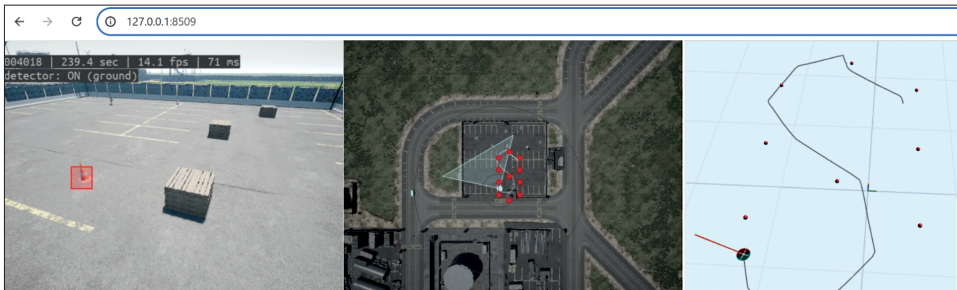 127.0.0.1:8509
004018 | 239.4 sec | 14.1 fps | 71 ms
detector: ON (ground)